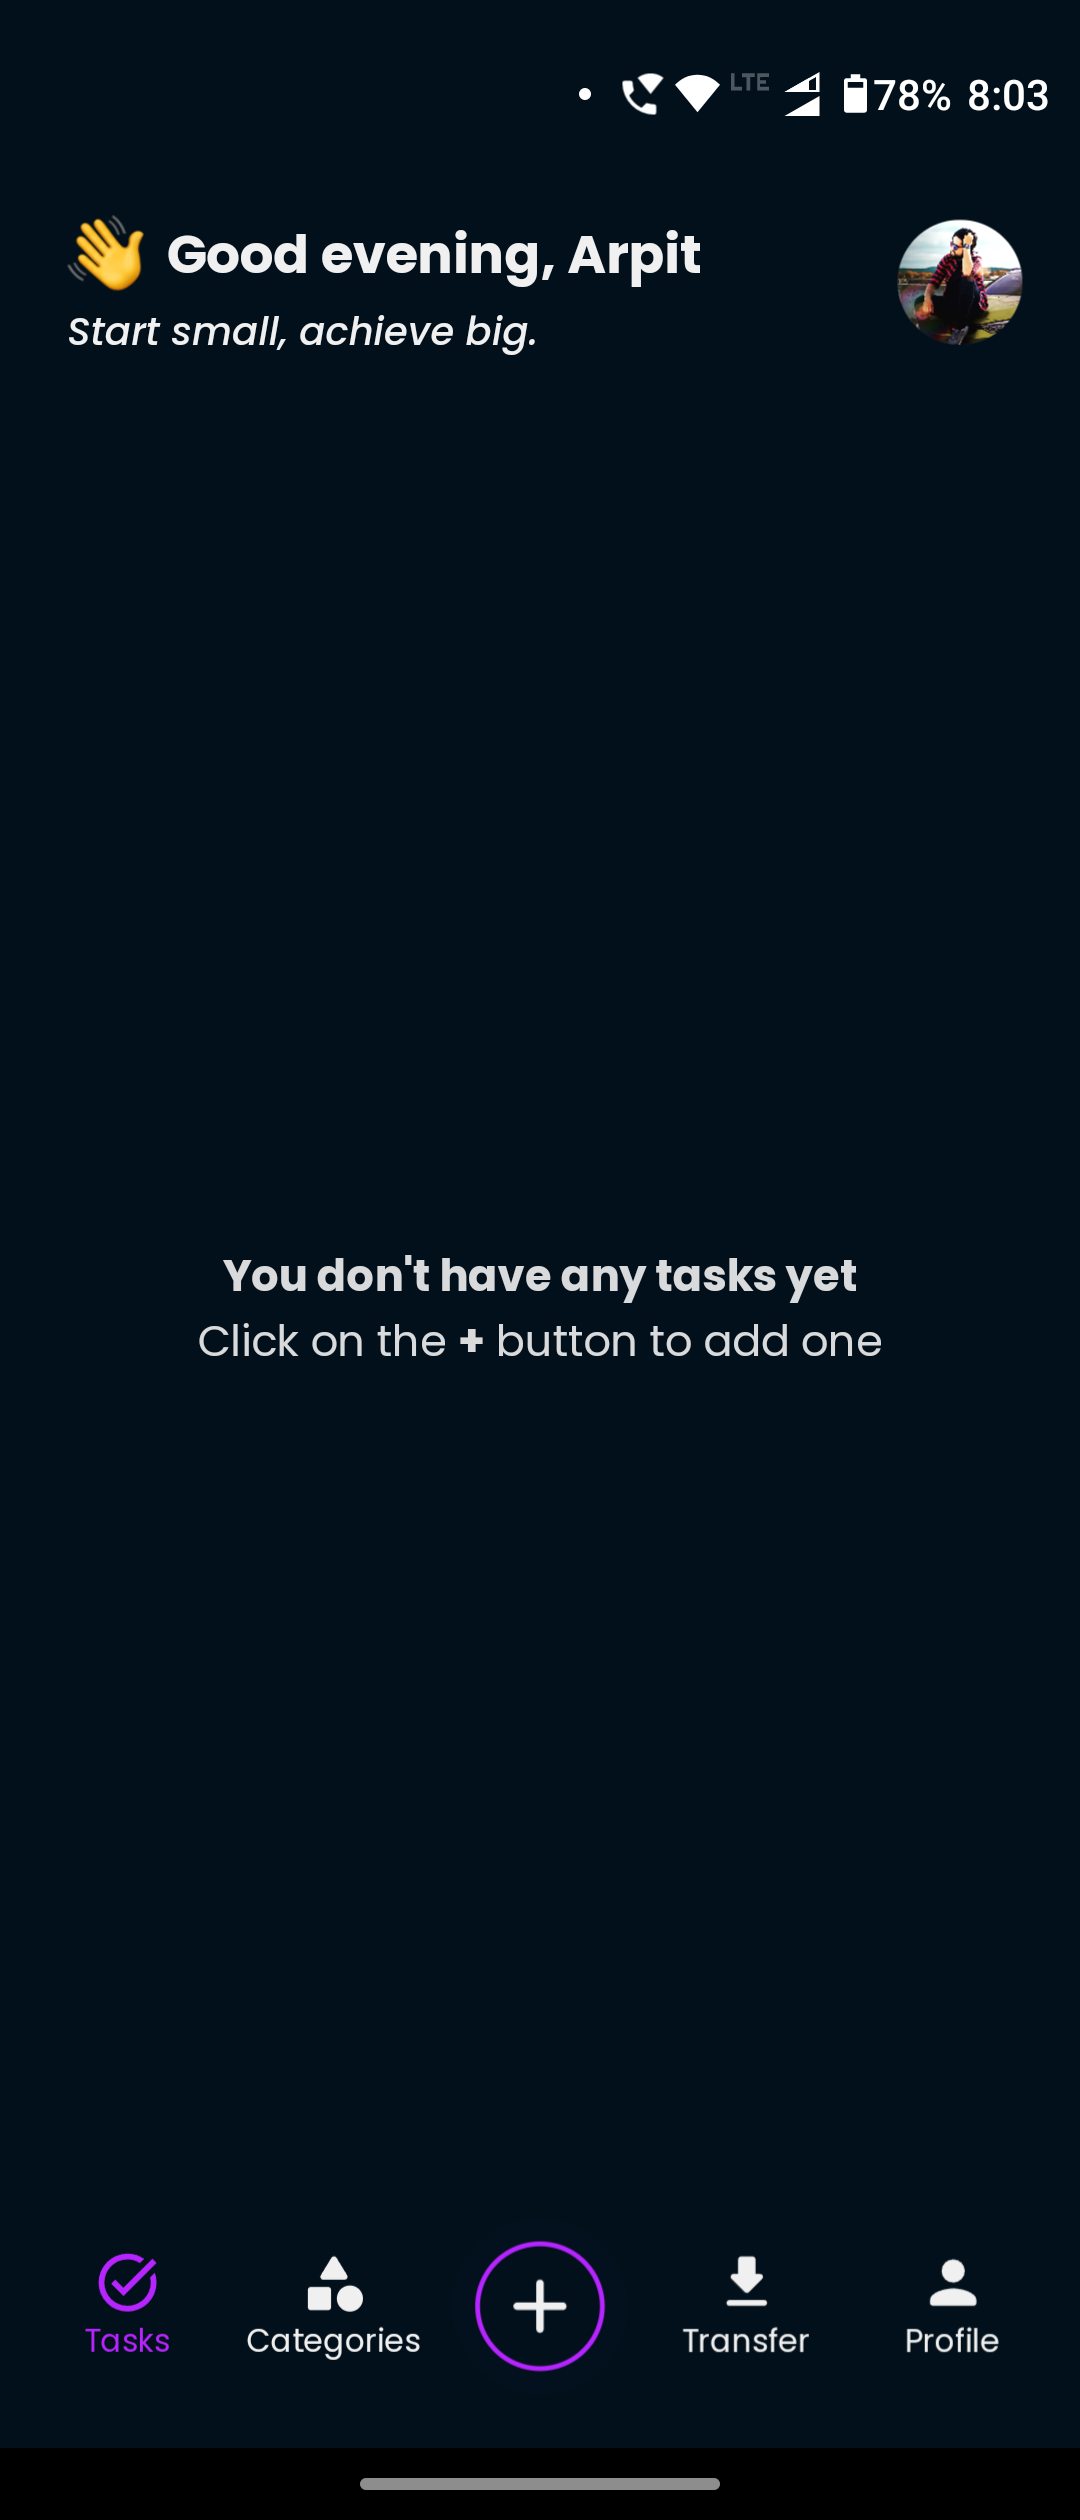 LTE 78% 8:03
👋 Good evening, Arpit
Start small, achieve big.
You don't have any tasks yet
Click on the + button to add one
Tasks Categories Transfer Profile